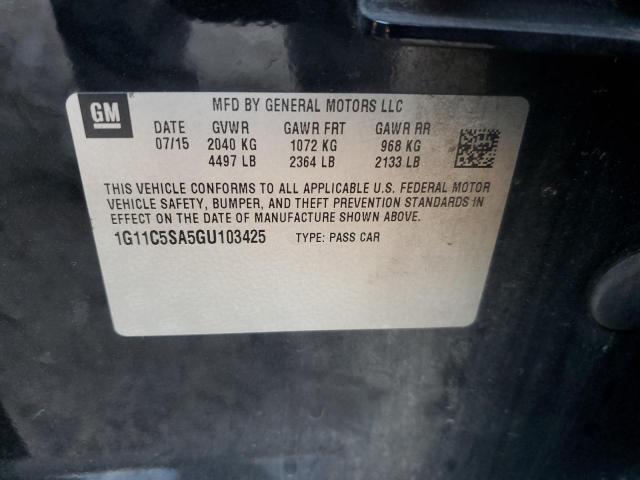 GM
MFD BY GENERAL MOTORS LLC
DATE GVWR GAWR FRT GAWR RR
07/15 2040 KG 1072 KG 968 KG
4497 LB 2364 LB 2133 LB
THIS VEHICLE CONFORMS TO ALL APPLICABLE U.S. FEDERAL MOTOR
VEHICLE SAFETY, BUMPER, AND THEFT PREVENTION STANDARDS IN
EFFECT ON THE DATE OF MANUFACTURE SHOWN ABOVE.
1G11C5SA5GU103425 TYPE: PASS CAR